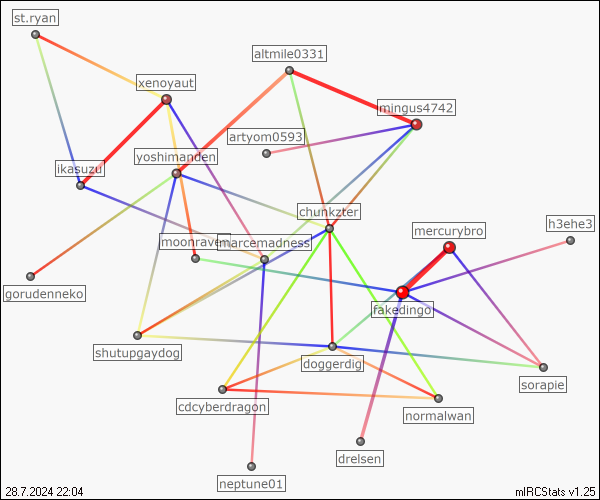 st.ryan
altmile0331
xenoyaut
mingus4742
artyom0593
yoshimanden
ikasuzu
chunkzter
h3ehe3
mercurybro
moonraven
marcemadness
gorudenneko
fakedingo
shutupgaydog
doggerdig
sorapie
cdcyberdragon
normalwan
drelsen
neptune01
28.7.2024 22:04
mIRCStats v1.25